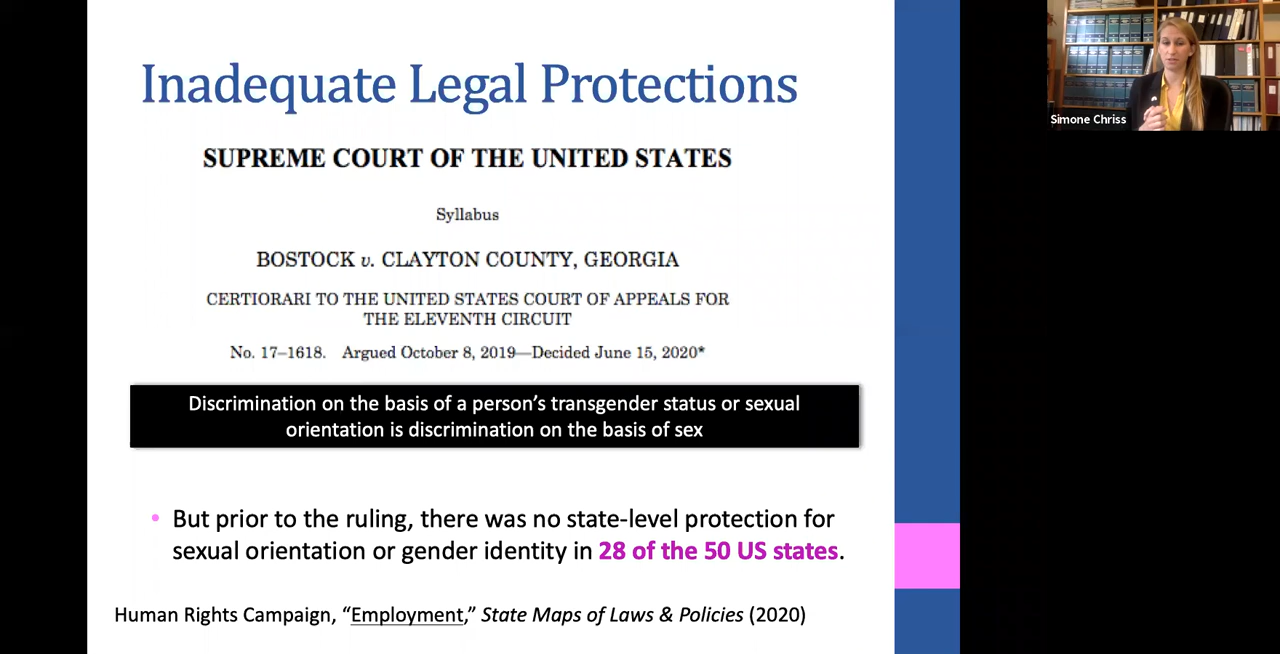 Inadequate Legal Protections
SUPREME COURT OF THE UNITED STATES
Syllabus
BOSTOCK v. CLAYTON COUNTY, GEORGIA
CERTIORARI TO THE UNITED STATES COURT OF APPEALS FOR
THE ELEVENTH CIRCUIT
No. 17–1618. Argued October 8, 2019—Decided June 15, 2020*
Discrimination on the basis of a person’s transgender status or sexual
orientation is discrimination on the basis of sex
• But prior to the ruling, there was no state-level protection for
sexual orientation or gender identity in 28 of the 50 US states.
Human Rights Campaign, “Employment,” State Maps of Laws & Policies (2020)
Simone Chriss